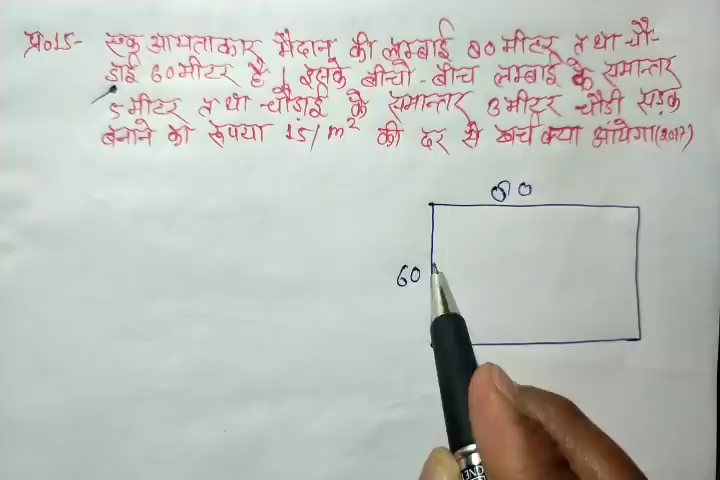 प्र०15- एक आयताकार मैदान की लम्बाई 80 मीटर तथा चौ-
ड़ाई 60 मीटर है । इसके बीचो-बीच लम्बाई के समान्तर
5 मीटर तथा चौड़ाई के समान्तर 3 मीटर चौडी सड़क
बनाने का रूपया 15/m² की दर से खर्च क्या आयेगा (2017)
80
60